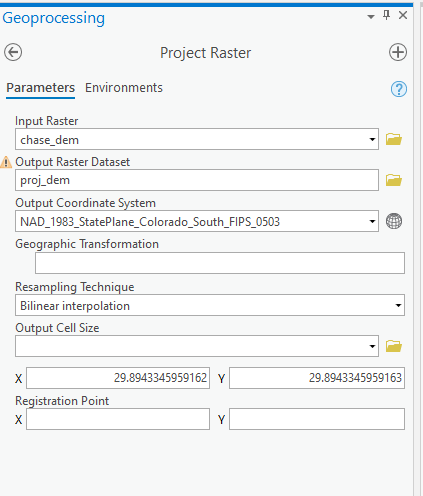 Geoprocessing
Project Raster
Parameters Environments
?
Input Raster
chase_dem
Output Raster Dataset
proj_dem
Output Coordinate System
NAD_1983_StatePlane_Colorado_South_FIPS_0503
Geographic Transformation
Resampling Technique
Bilinear interpolation
Output Cell Size
X 29.8943345959162 Y 29.8943345959163
Registration Point
X Y